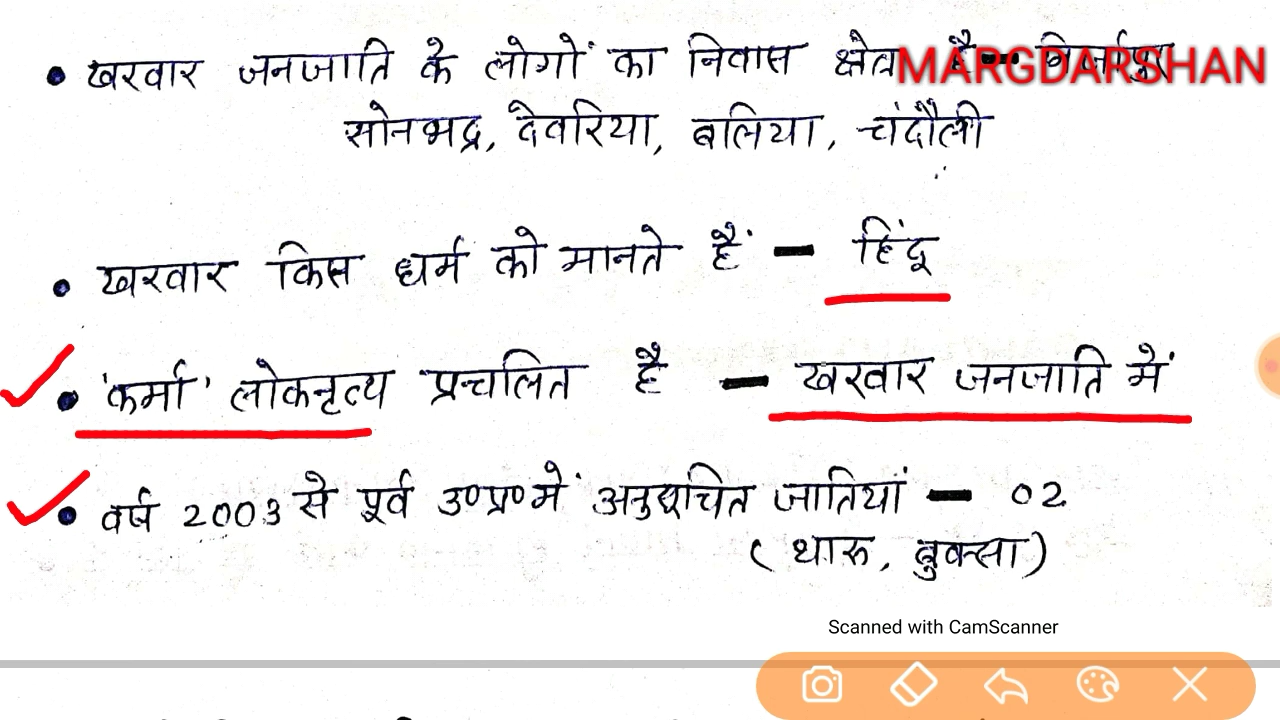 • खरवार जनजाति के लोगों का निवास क्षेत्र है - मिर्जापुर
MARGDARSHAN
सोनभद्र, देवरिया, बलिया, चंदौली
• खरवार किस धर्म को मानते हैं - हिंदू
• 'कर्मा' लोकनृत्य प्रचलित है - खरवार जनजाति में
• वर्ष 2003 से पूर्व उ०प्र० में अनुसूचित जातियां - 02
(थारू, बुक्सा)
Scanned with CamScanner